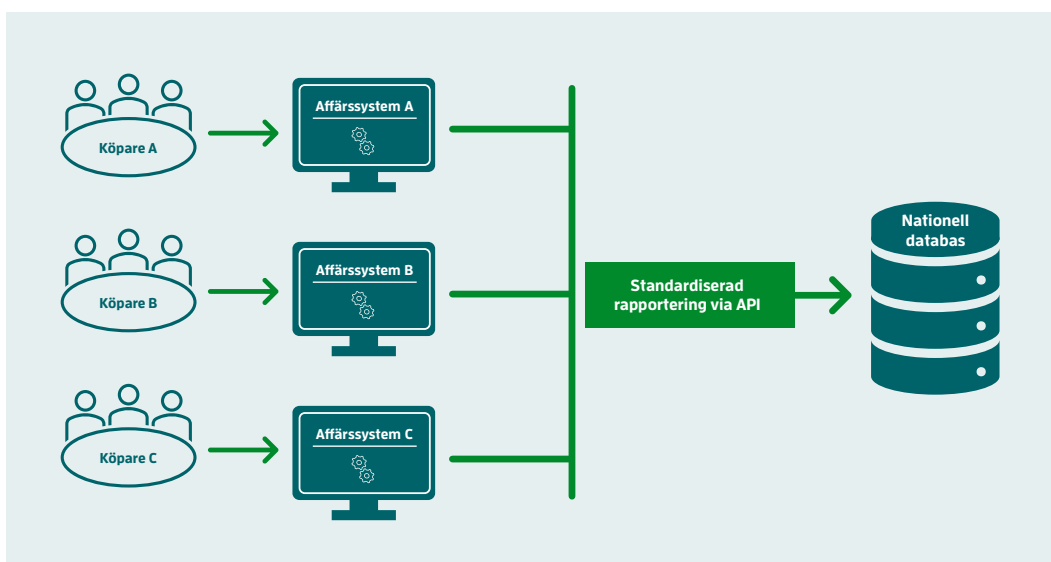 Köpare A
Affärssystem A
Köpare B
Affärssystem B
Köpare C
Affärssystem C
Standardiserad
rapportering via API
Nationell
databas